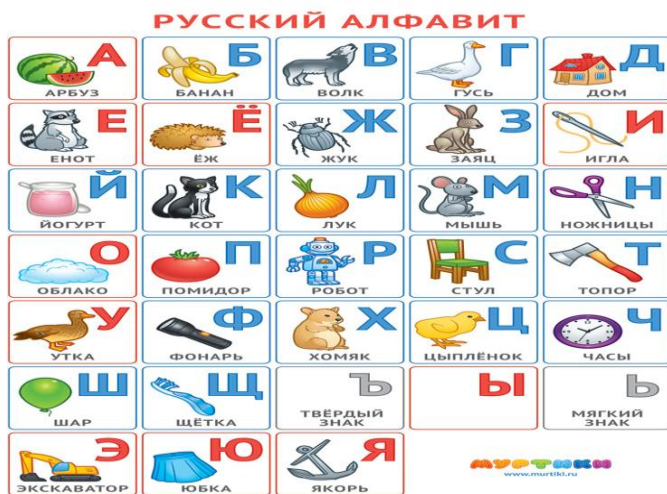 РУССКИЙ АЛФАВИТ
А Б В Г Д
АРБУЗ БАНАН ВОЛК ГУСЬ ДОМ
Е Ё Ж З И
ЕНОТ ЁЖ ЖУК ЗАЯЦ ИГЛА
Й К Л М Н
ЙОГУРТ КОТ ЛУК МЫШЬ НОЖНИЦЫ
О П Р С Т
ОБЛАКО ПОМИДОР РОБОТ СТУЛ ТОПОР
У Ф Х Ц Ч
УТКА ФОНАРЬ ХОМЯК ЦЫПЛЁНОК ЧАСЫ
Ш Щ Ъ Ы Ь
ШАР ЩЁТКА ТВЁРДЫЙ ЗНАК МЯГКИЙ ЗНАК
Э Ю Я
ЭКСКАВАТОР ЮБКА ЯКОРЬ
МУРТИКИ
www.murtiki.ru